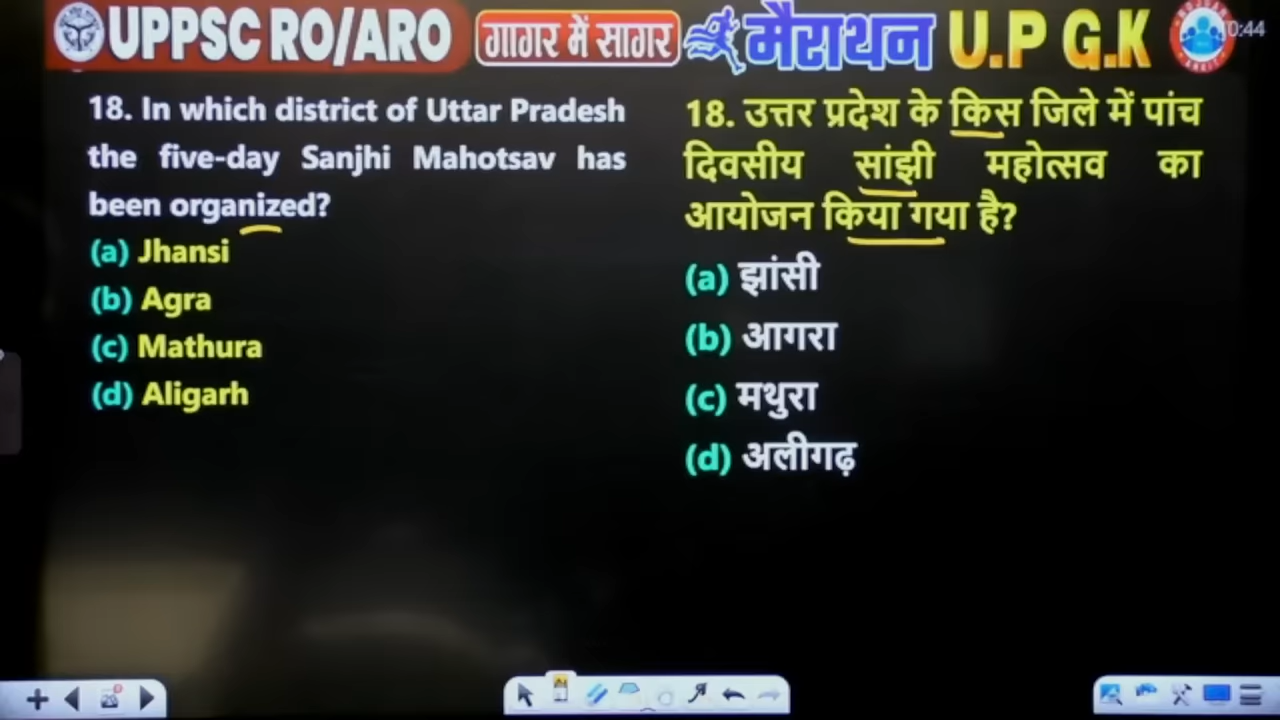 UPPSC RO/ARO
गागर में सागर
मैराथन U.P G.K
0:44
18. In which district of Uttar Pradesh
the five-day Sanjhi Mahotsav has
been organized?
(a) Jhansi
(b) Agra
(c) Mathura
(d) Aligarh
18. उत्तर प्रदेश के किस जिले में पांच
दिवसीय सांझी महोत्सव का
आयोजन किया गया है?
(a) झांसी
(b) आगरा
(c) मथुरा
(d) अलीगढ़